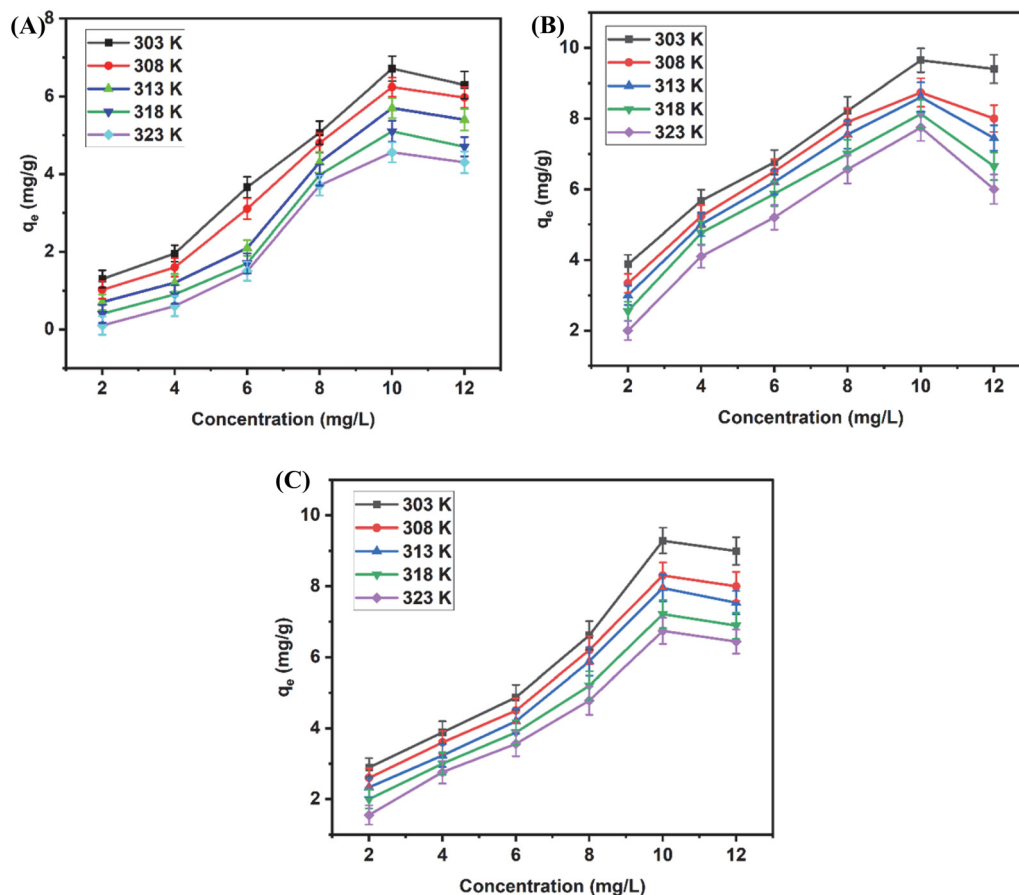 (A)
8
6
4
2
0
qe (mg/g)
303 K
308 K
313 K
318 K
323 K
2 4 6 8 10 12
Concentration (mg/L)
(B)
10
8
6
4
2
qe (mg/g)
303 K
308 K
313 K
318 K
323 K
2 4 6 8 10 12
Concentration (mg/L)
(C)
10
8
6
4
2
qe (mg/g)
303 K
308 K
313 K
318 K
323 K
2 4 6 8 10 12
Concentration (mg/L)